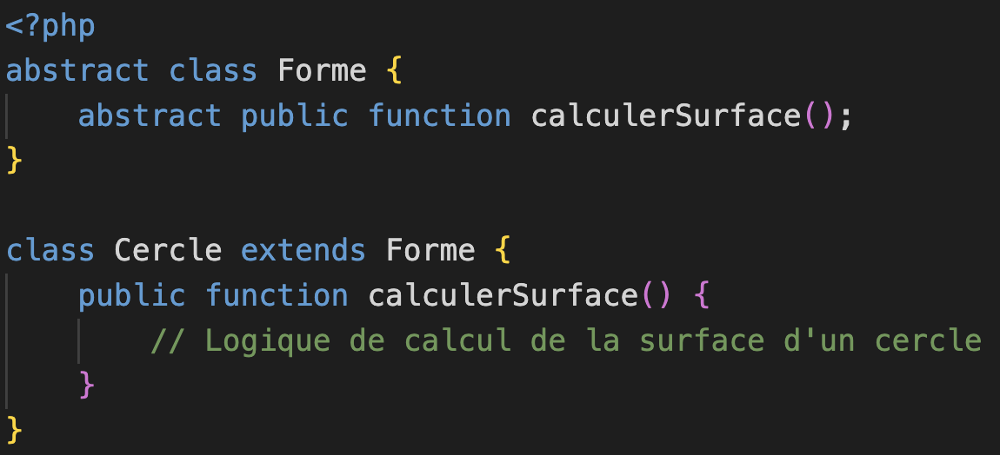 <?php
abstract class Forme {
    abstract public function calculerSurface();
}

class Cercle extends Forme {
    public function calculerSurface() {
        // Logique de calcul de la surface d'un cercle
    }
}